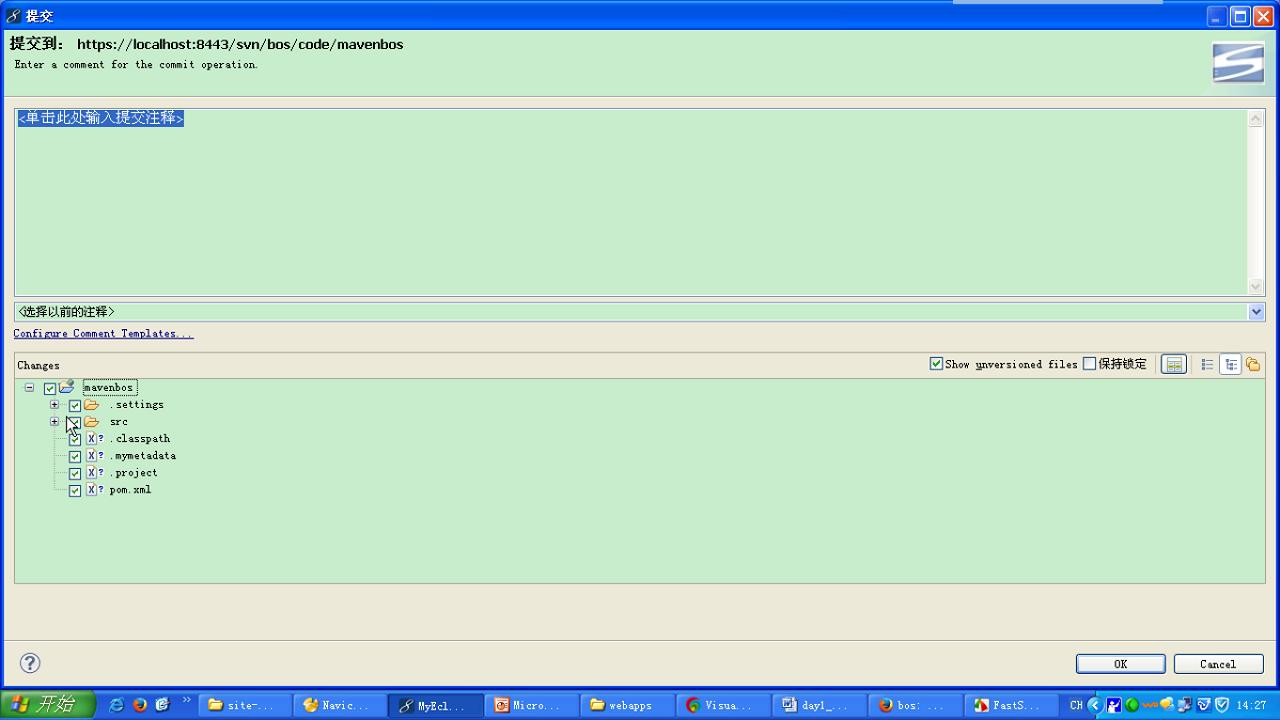 提交
提交到： https://localhost:8443/svn/bos/code/mavenbos
Enter a comment for the commit operation.
<单击此处输入提交注释>
<选择以前的注释>
Configure Comment Templates...
Changes
Show unversioned files
保持锁定
mavenbos
.settings
src
.classpath
.mymetadata
.project
pom.xml
OK
Cancel
开始
site-...
Navic...
MyEcl...
Micro...
webapps
Visua...
day1_...
bos: ...
FastS...
CH
14:27